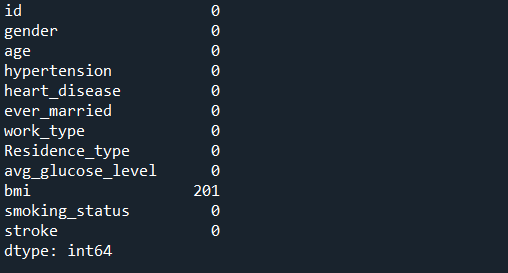 id 0
gender 0
age 0
hypertension 0
heart_disease 0
ever_married 0
work_type 0
Residence_type 0
avg_glucose_level 0
bmi 201
smoking_status 0
stroke 0
dtype: int64